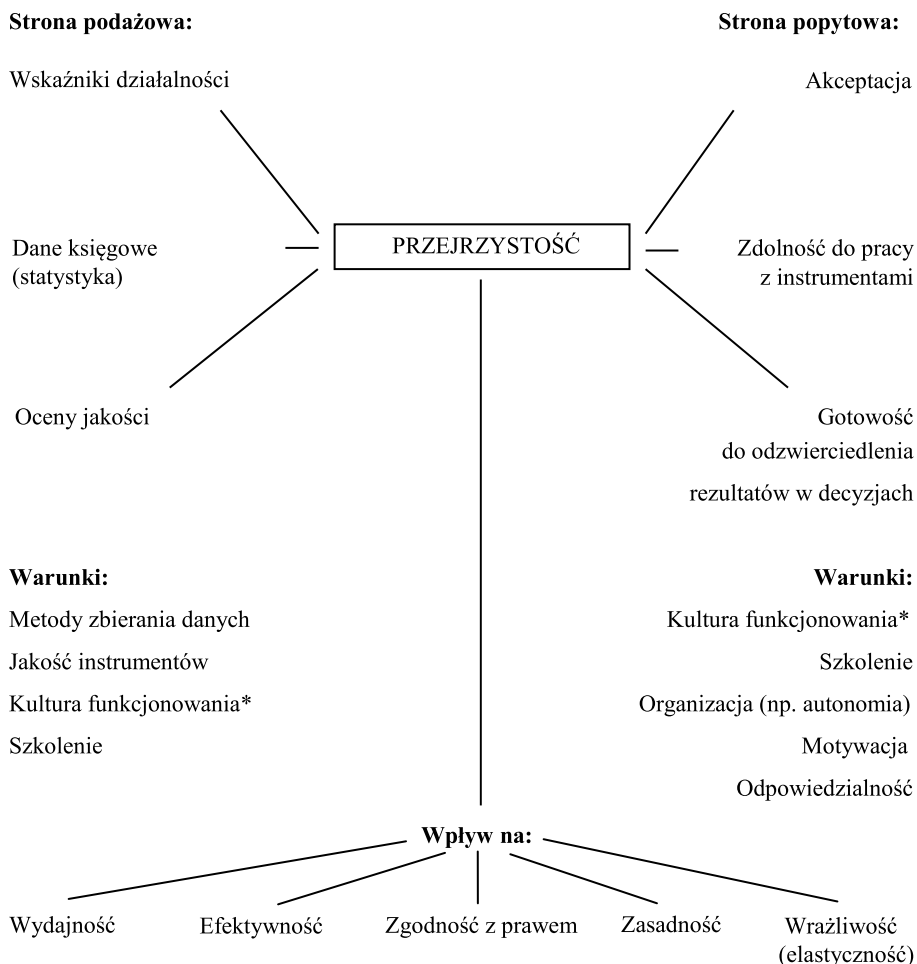 Strona podażowa:
Strona popytowa:
Wskaźniki działalności
Akceptacja
PRZEJRZYSTOŚĆ
Dane księgowe
(statystyka)
Zdolność do pracy
z instrumentami
Oceny jakości
Gotowość
do odzwierciedlenia
rezultatów w decyzjach
Warunki:
Metody zbierania danych
Jakość instrumentów
Kultura funkcjonowania*
Szkolenie
Warunki:
Kultura funkcjonowania*
Szkolenie
Organizacja (np. autonomia)
Motywacja
Odpowiedzialność
Wpływ na:
Wydajność
Efektywność
Zgodność z prawem
Zasadność
Wrażliwość
(elastyczność)